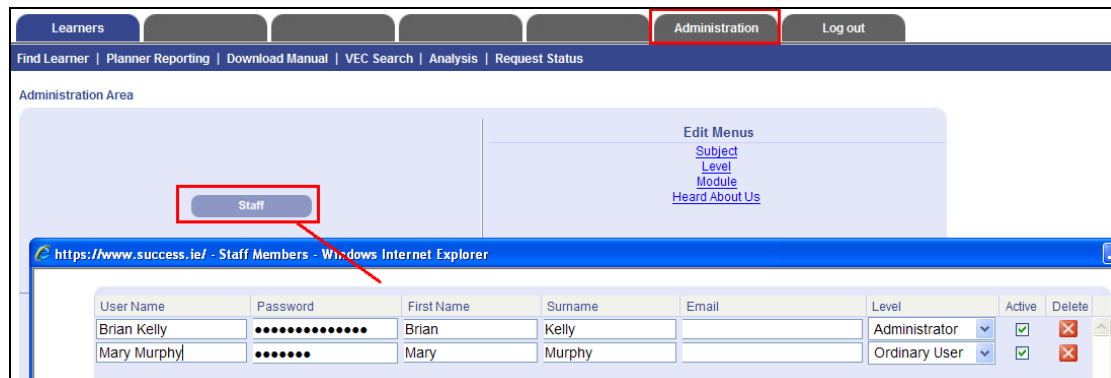 Learners Administration Log out
Find Learner | Planner Reporting | Download Manual | VEC Search | Analysis | Request Status
Administration Area
Edit Menus
Subject
Level
Module
Heard About Us
Staff
https://www.success.ie/ - Staff Members - Windows Internet Explorer
User Name Password First Name Surname Email Level Active Delete
Brian Kelly •••••••••••••• Brian Kelly Administrator
Mary Murphy ••••••• Mary Murphy Ordinary User